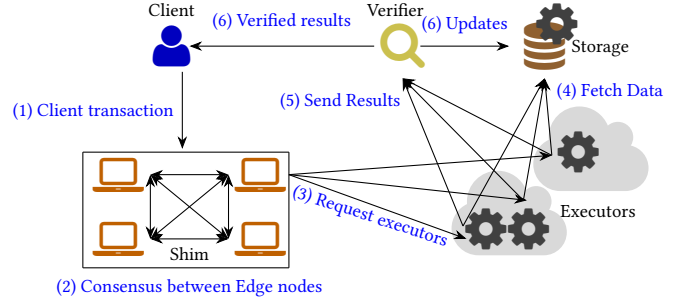 Client
Verifier
(6) Verified results
(6) Updates
Storage
(1) Client transaction
(5) Send Results
(4) Fetch Data
(3) Request executors
Executors
Shim
(2) Consensus between Edge nodes